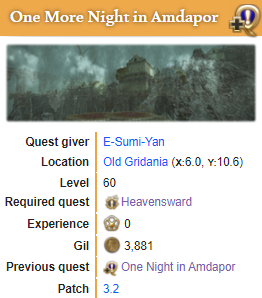 One More Night in Amdapor
Quest giver E-Sumi-Yan
Location Old Gridania (X:6.0, Y:10.6)
Level 60
Required quest Heavensward
Experience 0
Gil 3,881
Previous quest One Night in Amdapor
Patch 3.2